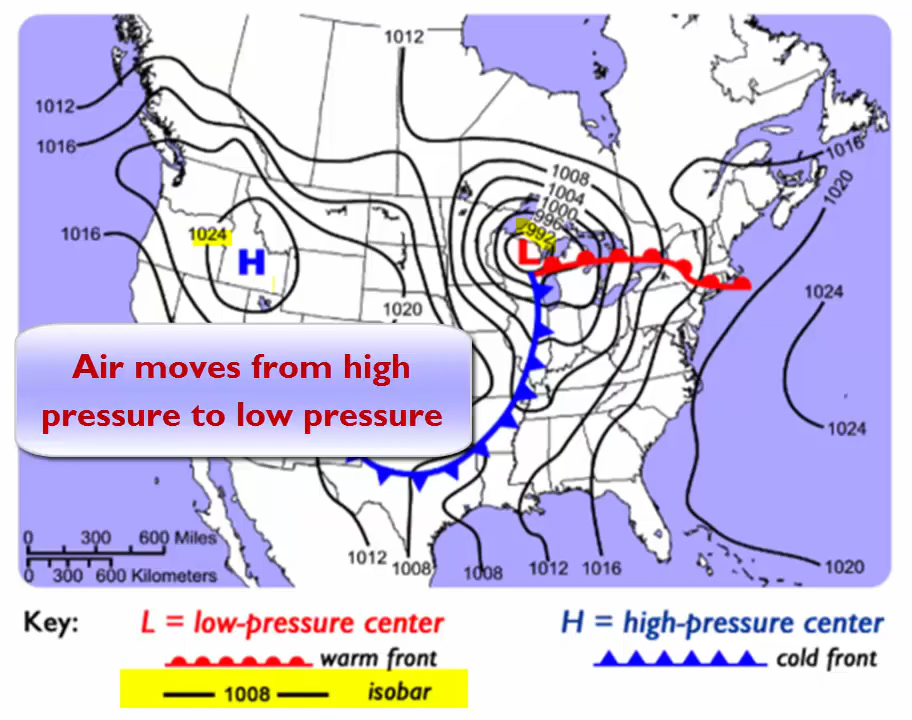 1012
1012
1016
1016
1008
1004
1000
996
992
L
1020
1016
1024
H
1024
1020
Air moves from high
pressure to low pressure
1024
0 300 600 Miles
0 300 600 Kilometers
1012
1008
1008
1012
1016
1020
Key: L = low-pressure center H = high-pressure center
warm front cold front
1008 isobar